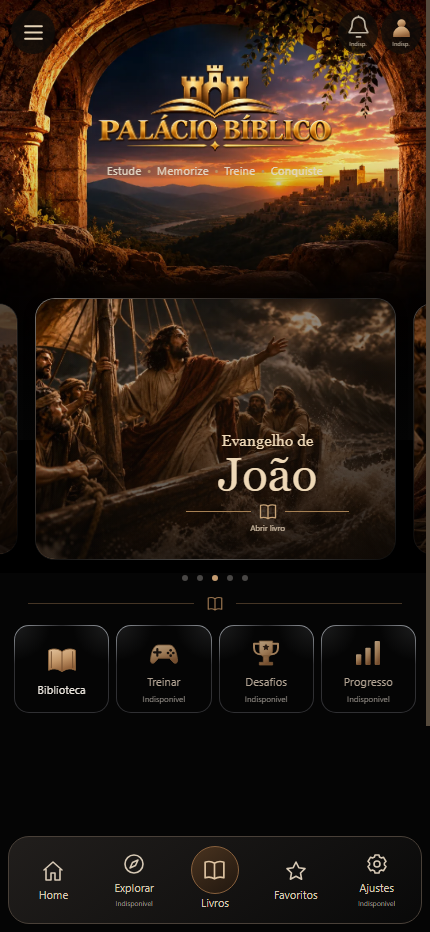 Indisp.
Indisp.
PALÁCIO BÍBLICO
Estude • Memorize • Treine • Conquiste
Evangelho de
João
Abrir livro
Biblioteca
Treinar
Indisponível
Desafios
Indisponível
Progresso
Indisponível
Home
Explorar
Indisponível
Livros
Favoritos
Ajustes
Indisponível